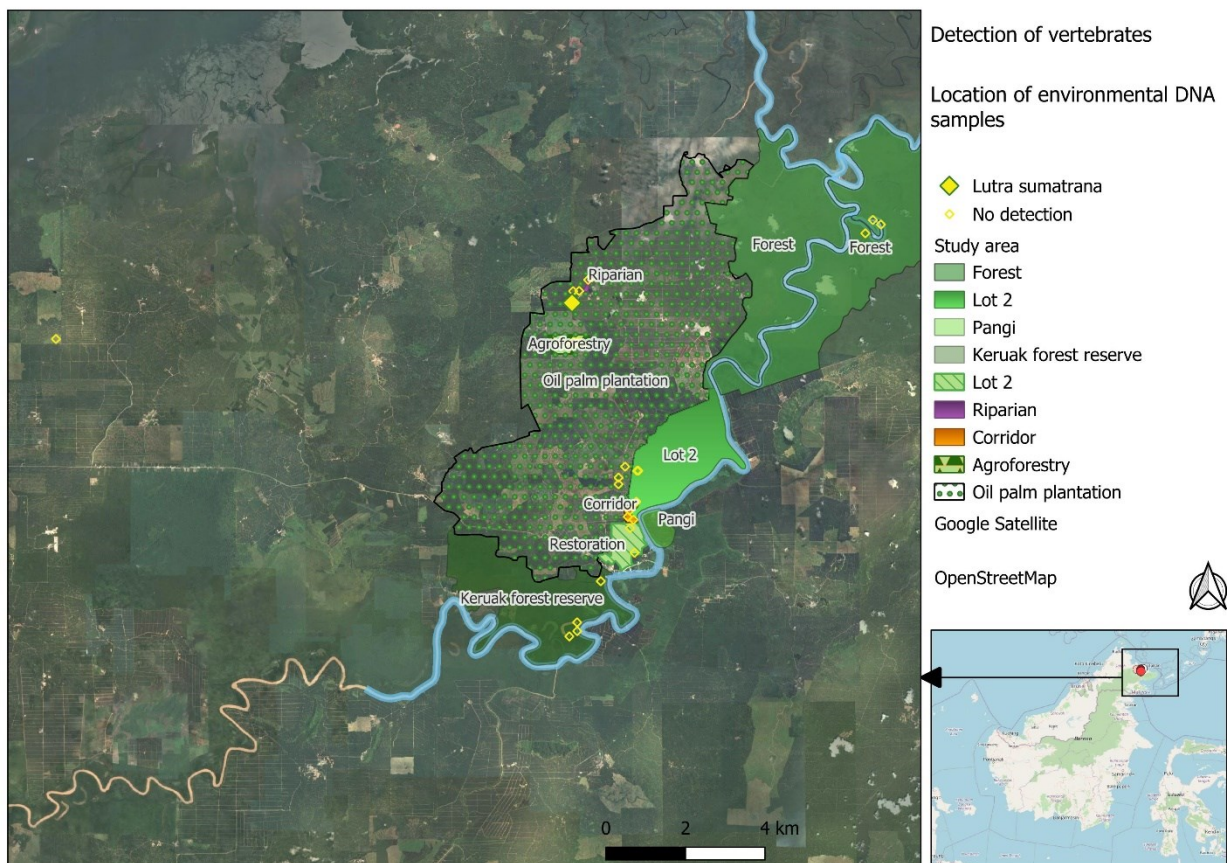 Detection of vertebrates
Location of environmental DNA
samples
Lutra sumatrana
No detection
Study area
Forest
Lot 2
Pangi
Keruak forest reserve
Lot 2
Riparian
Corridor
Agroforestry
Oil palm plantation
Google Satellite
OpenStreetMap
Forest
Forest
Riparian
Agroforestry
Oil palm plantation
Lot 2
Corridor
Pangi
Restoration
Keruak forest reserve
0 2 4 km